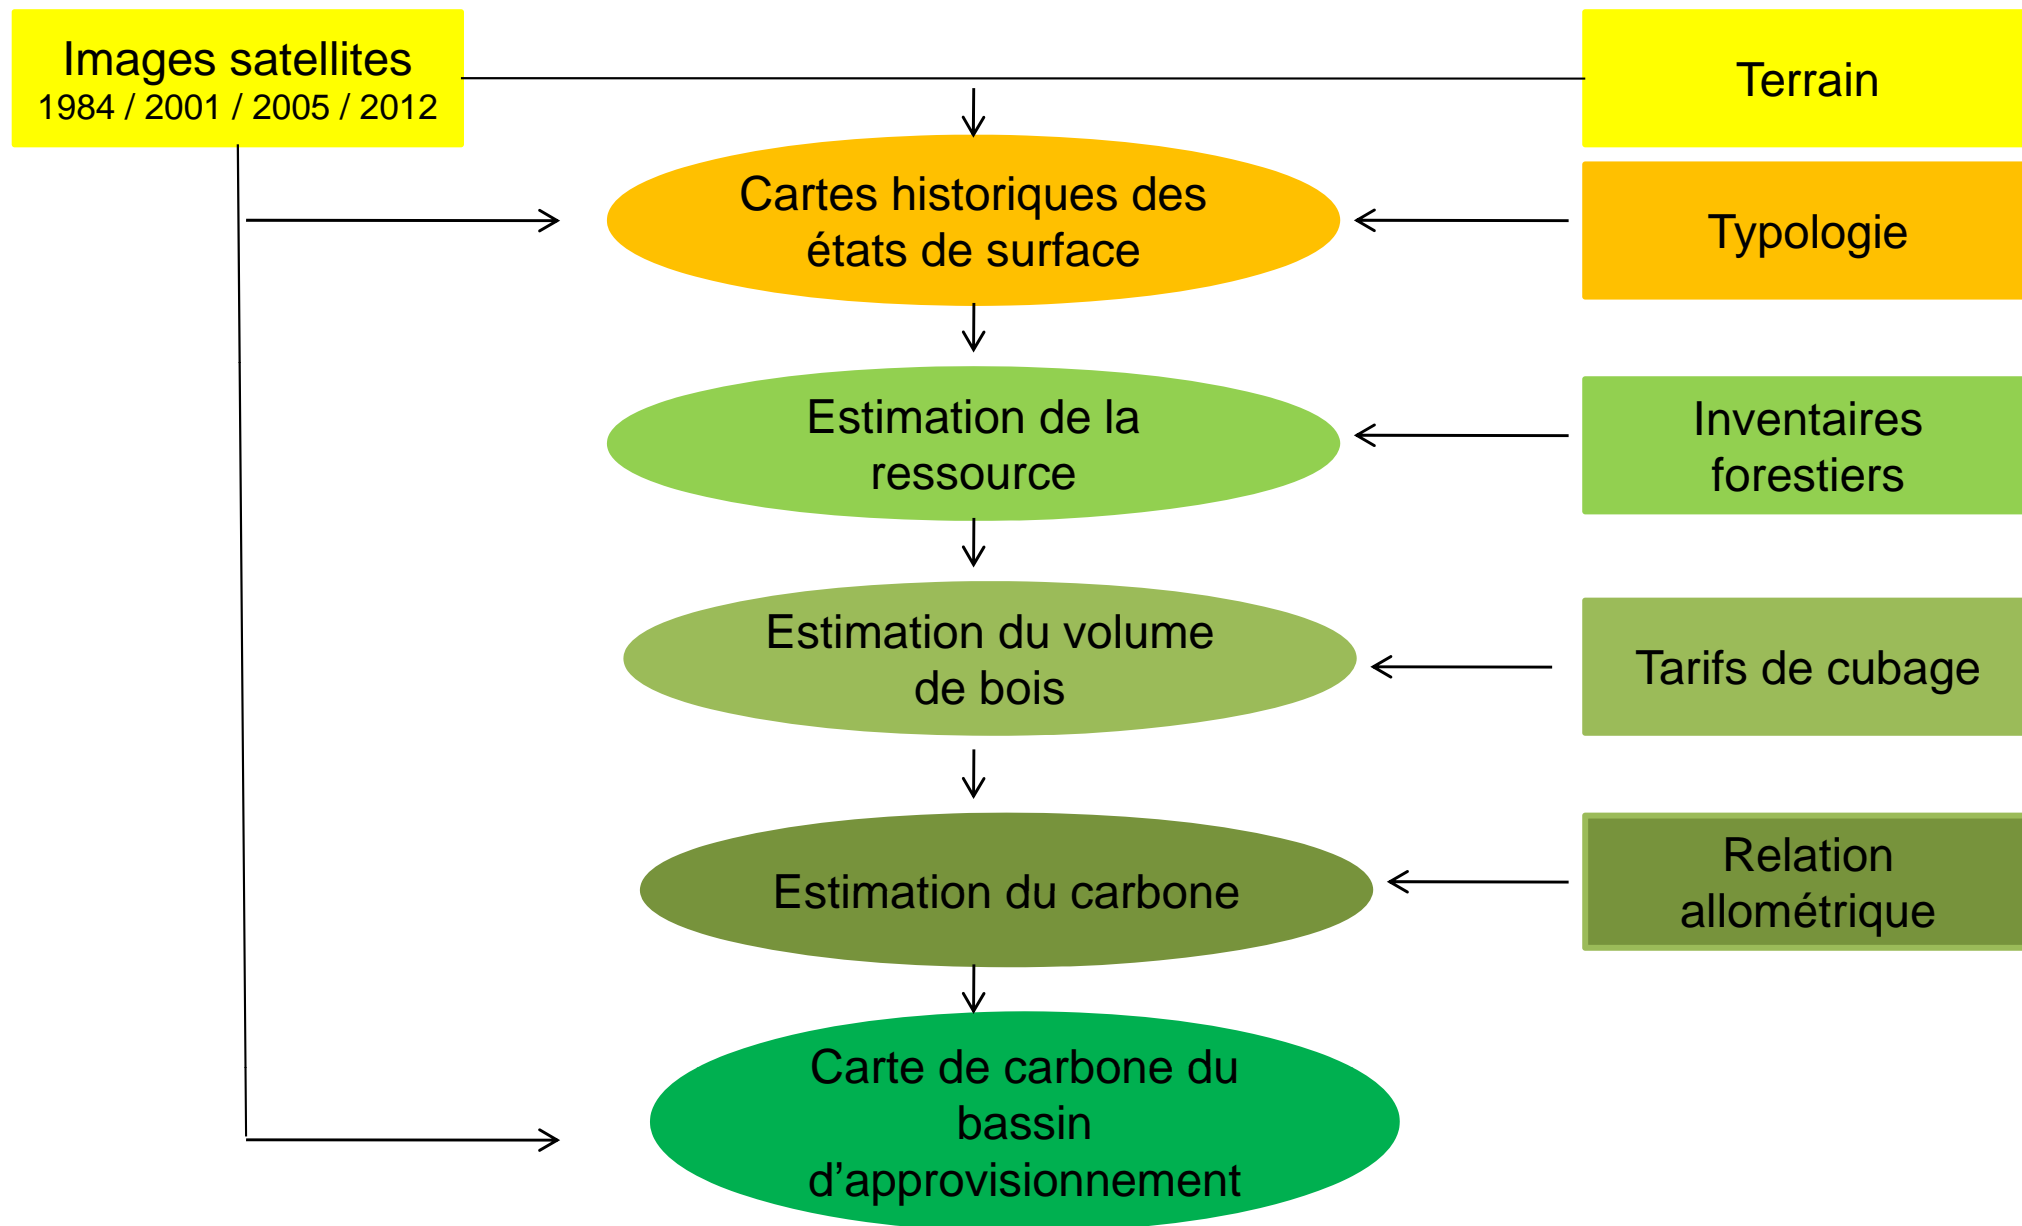 Images satellites
1984 / 2001 / 2005 / 2012
Terrain
Cartes historiques des
états de surface
Typologie
Estimation de la
ressource
Inventaires
forestiers
Estimation du volume
de bois
Tarifs de cubage
Estimation du carbone
Relation
allométrique
Carte de carbone du
bassin
d’approvisionnement